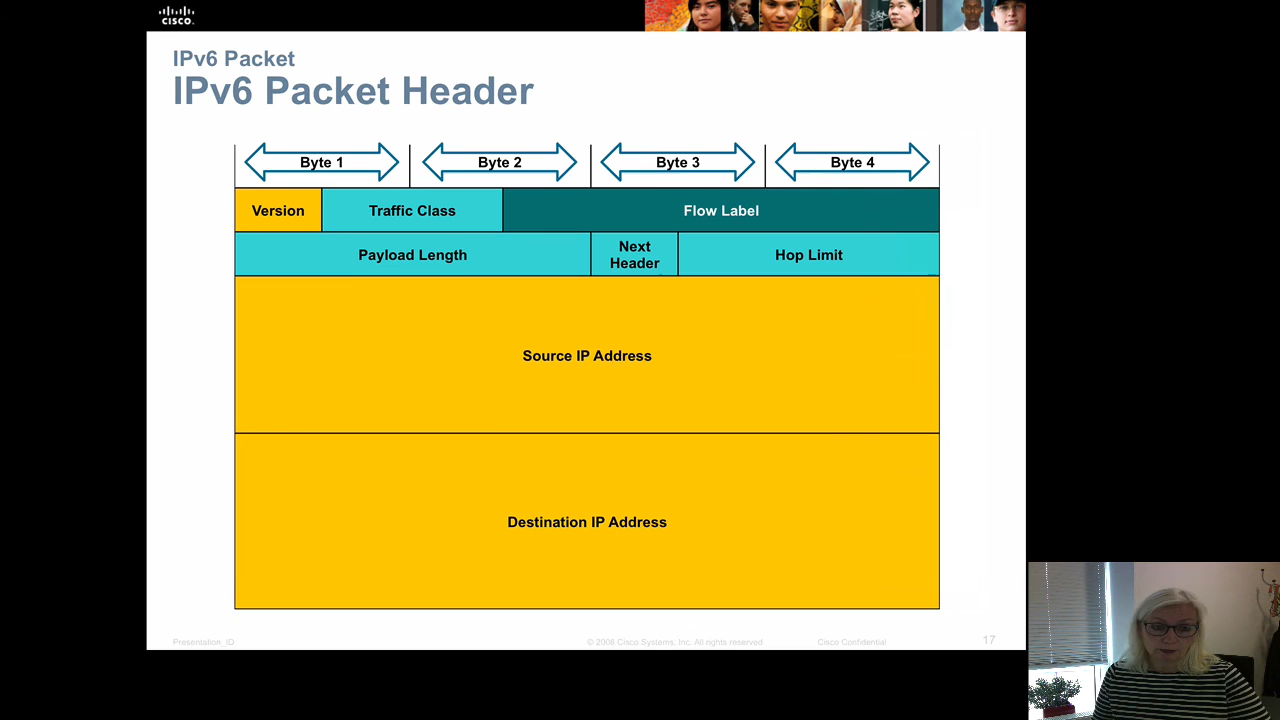 CISCO
IPv6 Packet
IPv6 Packet Header
Byte 1 Byte 2 Byte 3 Byte 4
Version Traffic Class Flow Label
Payload Length Next Header Hop Limit
Source IP Address
Destination IP Address
Presentation_ID © 2008 Cisco Systems, Inc. All rights reserved. Cisco Confidential 17